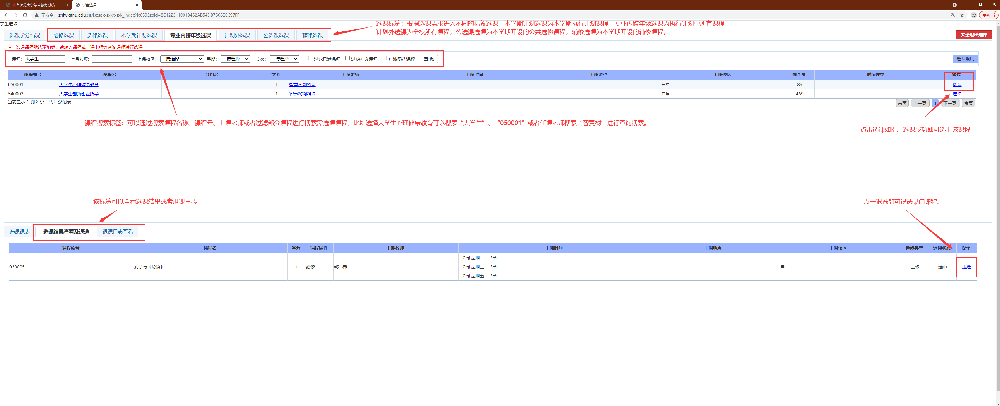 曲阜师范大学综合教务系统
学生选课
不安全 zhjw.qfnu.edu.cn/jsxsd/xsxk/xsxk_index?jx0502zbid=8C122311001B462AB54DB7506ECC97FF
更新
学生选课
选课标签：根据选课需求进入不同的标签选课，本学期计划选课为本学期执行计划课程，专业内跨年级选课为执行计划中所有课程，
计划外选课为全校所有课程，公选课选课为本学期开设的公共选修课程，辅修选课为本学期开设的辅修课程。
选课学分情况 必修选课 选修选课 本学期计划选课 专业内跨年级选课 计划外选课 公选课选课 辅修选课
安全退出选课
注：选课课程默认不加载，请输入课程或上课老师等查询课程进行选课
课程： 大学生 上课老师： 上课校区： --请选择-- 星期： --请选择-- 节次： --请选择-- 过滤已满课程 过滤冲突课程 过滤限选课程 查 询
选课规则
课程编号 课程名 分组名 学分 上课老师 上课时间 上课地点 上课校区 剩余量 时间冲突 操作
050001 大学生心理健康教育 1 智慧树网络课 曲阜 89 选课
540003 大学生创新创业指导 1 智慧树网络课 曲阜 469 选课
当前显示 1 到 2 条，共 2 条记录
首页 上一页 1 下一页 末页
课程搜索标签：可以通过搜索课程名称、课程号、上课老师或者过滤部分课程进行搜索需选课课程，比如选择大学生心理健康教育可以搜索“大学生”、“050001”或者任课老师搜索“智慧树”进行查询搜索。
点击选课如提示选课成功即可选上该课程。
该标签可以查看选课结果或者退课日志
点击退选即可退选某门课程。
选课课表 选课结果查看及退选 退课日志查看
课程编号 课程名 学分 课程属性 上课教师 上课时间 上课地点 上课校区 选修类型 选课状态 操作
1-2周 星期一 1-3节
030005 孔子与《论语》 1 必修 成积春 1-2周 星期三 1-3节 曲阜 主修 选中 退选
1-2周 星期五 1-3节